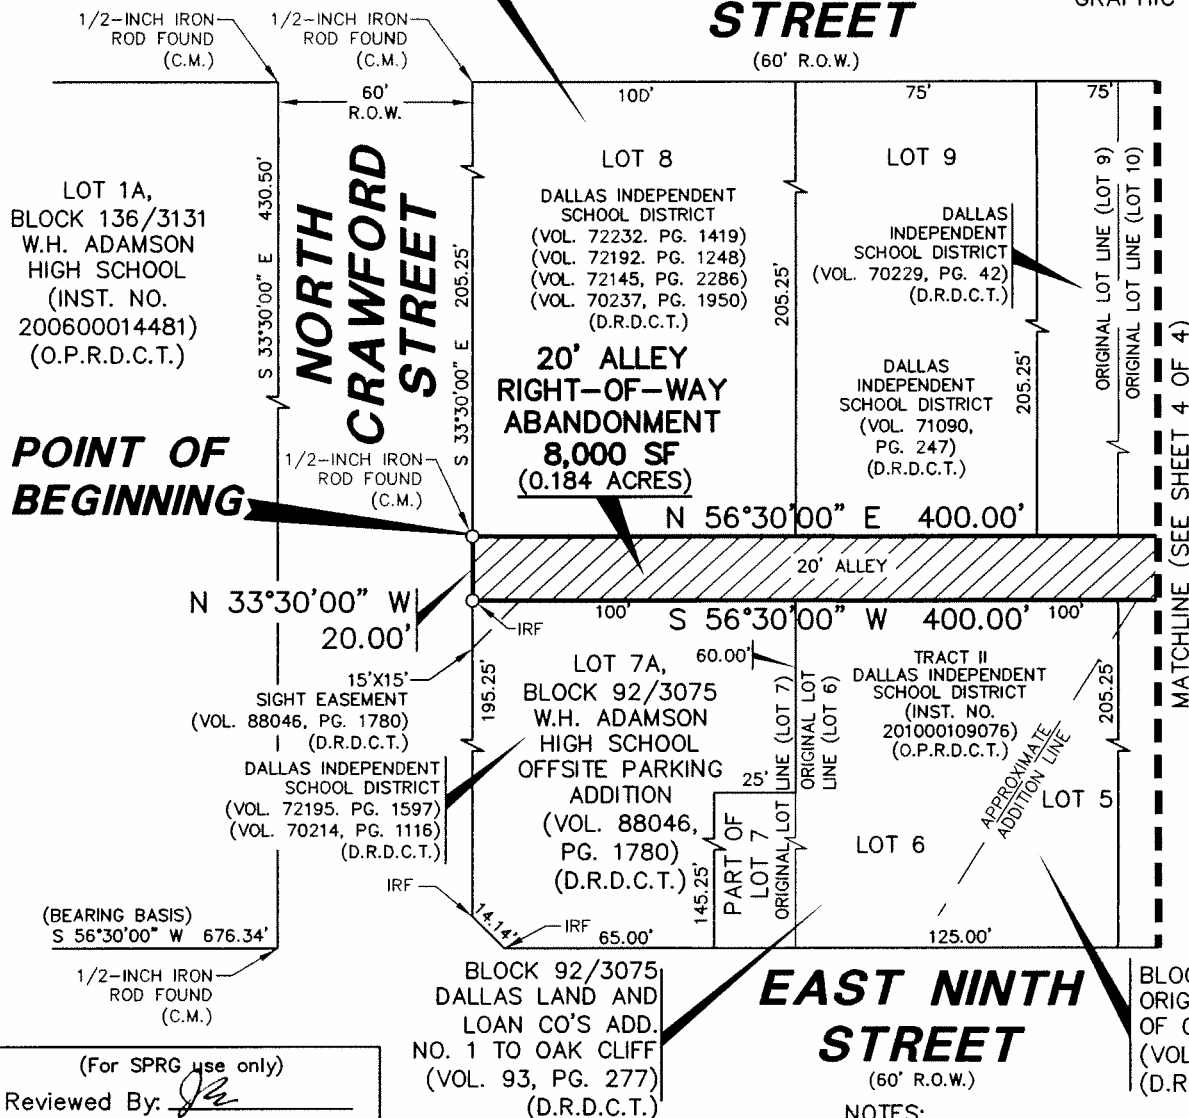 GRAPHIC
STREET
(60' R.O.W.)
1/2-INCH IRON
ROD FOUND
(C.M.)
1/2-INCH IRON
ROD FOUND
(C.M.)
60'
R.O.W.
100'
75'
75'
LOT 1A,
BLOCK 136/3131
W.H. ADAMSON
HIGH SCHOOL
(INST. NO.
200600014481)
(O.P.R.D.C.T.)
S 33°30'00" E 430.50'
NORTH
CRAWFORD
STREET
S 33°30'00" E 205.25'
LOT 8
DALLAS INDEPENDENT
SCHOOL DISTRICT
(VOL. 72232. PG. 1419)
(VOL. 72192. PG. 1248)
(VOL. 72145, PG. 2286)
(VOL. 70237, PG. 1950)
(D.R.D.C.T.)
205.25'
LOT 9
DALLAS
INDEPENDENT
SCHOOL DISTRICT
(VOL. 70229, PG. 42)
(D.R.D.C.T.)
DALLAS
INDEPENDENT
SCHOOL DISTRICT
(VOL. 71090,
PG. 247)
(D.R.D.C.T.)
205.25'
ORIGINAL LOT LINE (LOT 9)
ORIGINAL LOT LINE (LOT 10)
MATCHLINE (SEE SHEET 4 OF 4)
20' ALLEY
RIGHT-OF-WAY
ABANDONMENT
8,000 SF
(0.184 ACRES)
POINT OF
BEGINNING
1/2-INCH IRON
ROD FOUND
(C.M.)
N 56°30'00" E 400.00'
20' ALLEY
N 33°30'00" W
20.00'
IRF
100'
S 56°30'00" W 400.00'
100'
15'X15'
SIGHT EASEMENT
(VOL. 88046, PG. 1780)
(D.R.D.C.T.)
195.25'
LOT 7A,
BLOCK 92/3075
W.H. ADAMSON
HIGH SCHOOL
OFFSITE PARKING
ADDITION
(VOL. 88046,
PG. 1780)
(D.R.D.C.T.)
60.00'
ORIGINAL LOT LINE (LOT 7)
ORIGINAL LOT
LINE (LOT 6)
TRACT II
DALLAS INDEPENDENT
SCHOOL DISTRICT
(INST. NO.
201000109076)
(O.P.R.D.C.T.)
205.25'
APPROXIMATE
ADDITION LINE
LOT 5
LOT 6
DALLAS INDEPENDENT
SCHOOL DISTRICT
(VOL. 72195. PG. 1597)
(VOL. 70214, PG. 1116)
(D.R.D.C.T.)
25'
145.25'
PART OF
LOT 7
IRF
14.14'
IRF
65.00'
125.00'
(BEARING BASIS)
S 56°30'00" W 676.34'
1/2-INCH IRON
ROD FOUND
(C.M.)
BLOCK 92/3075
DALLAS LAND AND
LOAN CO'S ADD.
NO. 1 TO OAK CLIFF
(VOL. 93, PG. 277)
(D.R.D.C.T.)
EAST NINTH
STREET
(60' R.O.W.)
NOTES:
(For SPRG use only)
Reviewed By: